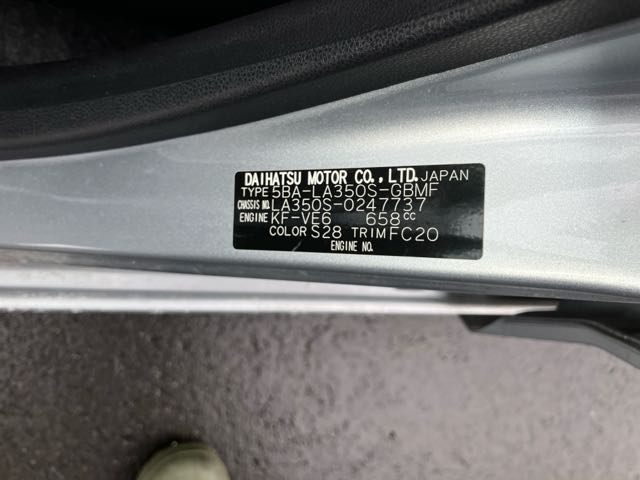 DAIHATSU MOTOR CO.,LTD. JAPAN
TYPE 5BA-LA350S-GBMF
CHASSIS NO. LA350S-0247737
ENGINE KF-VE6 658cc
COLOR S28 TRIM FC20
ENGINE NO.